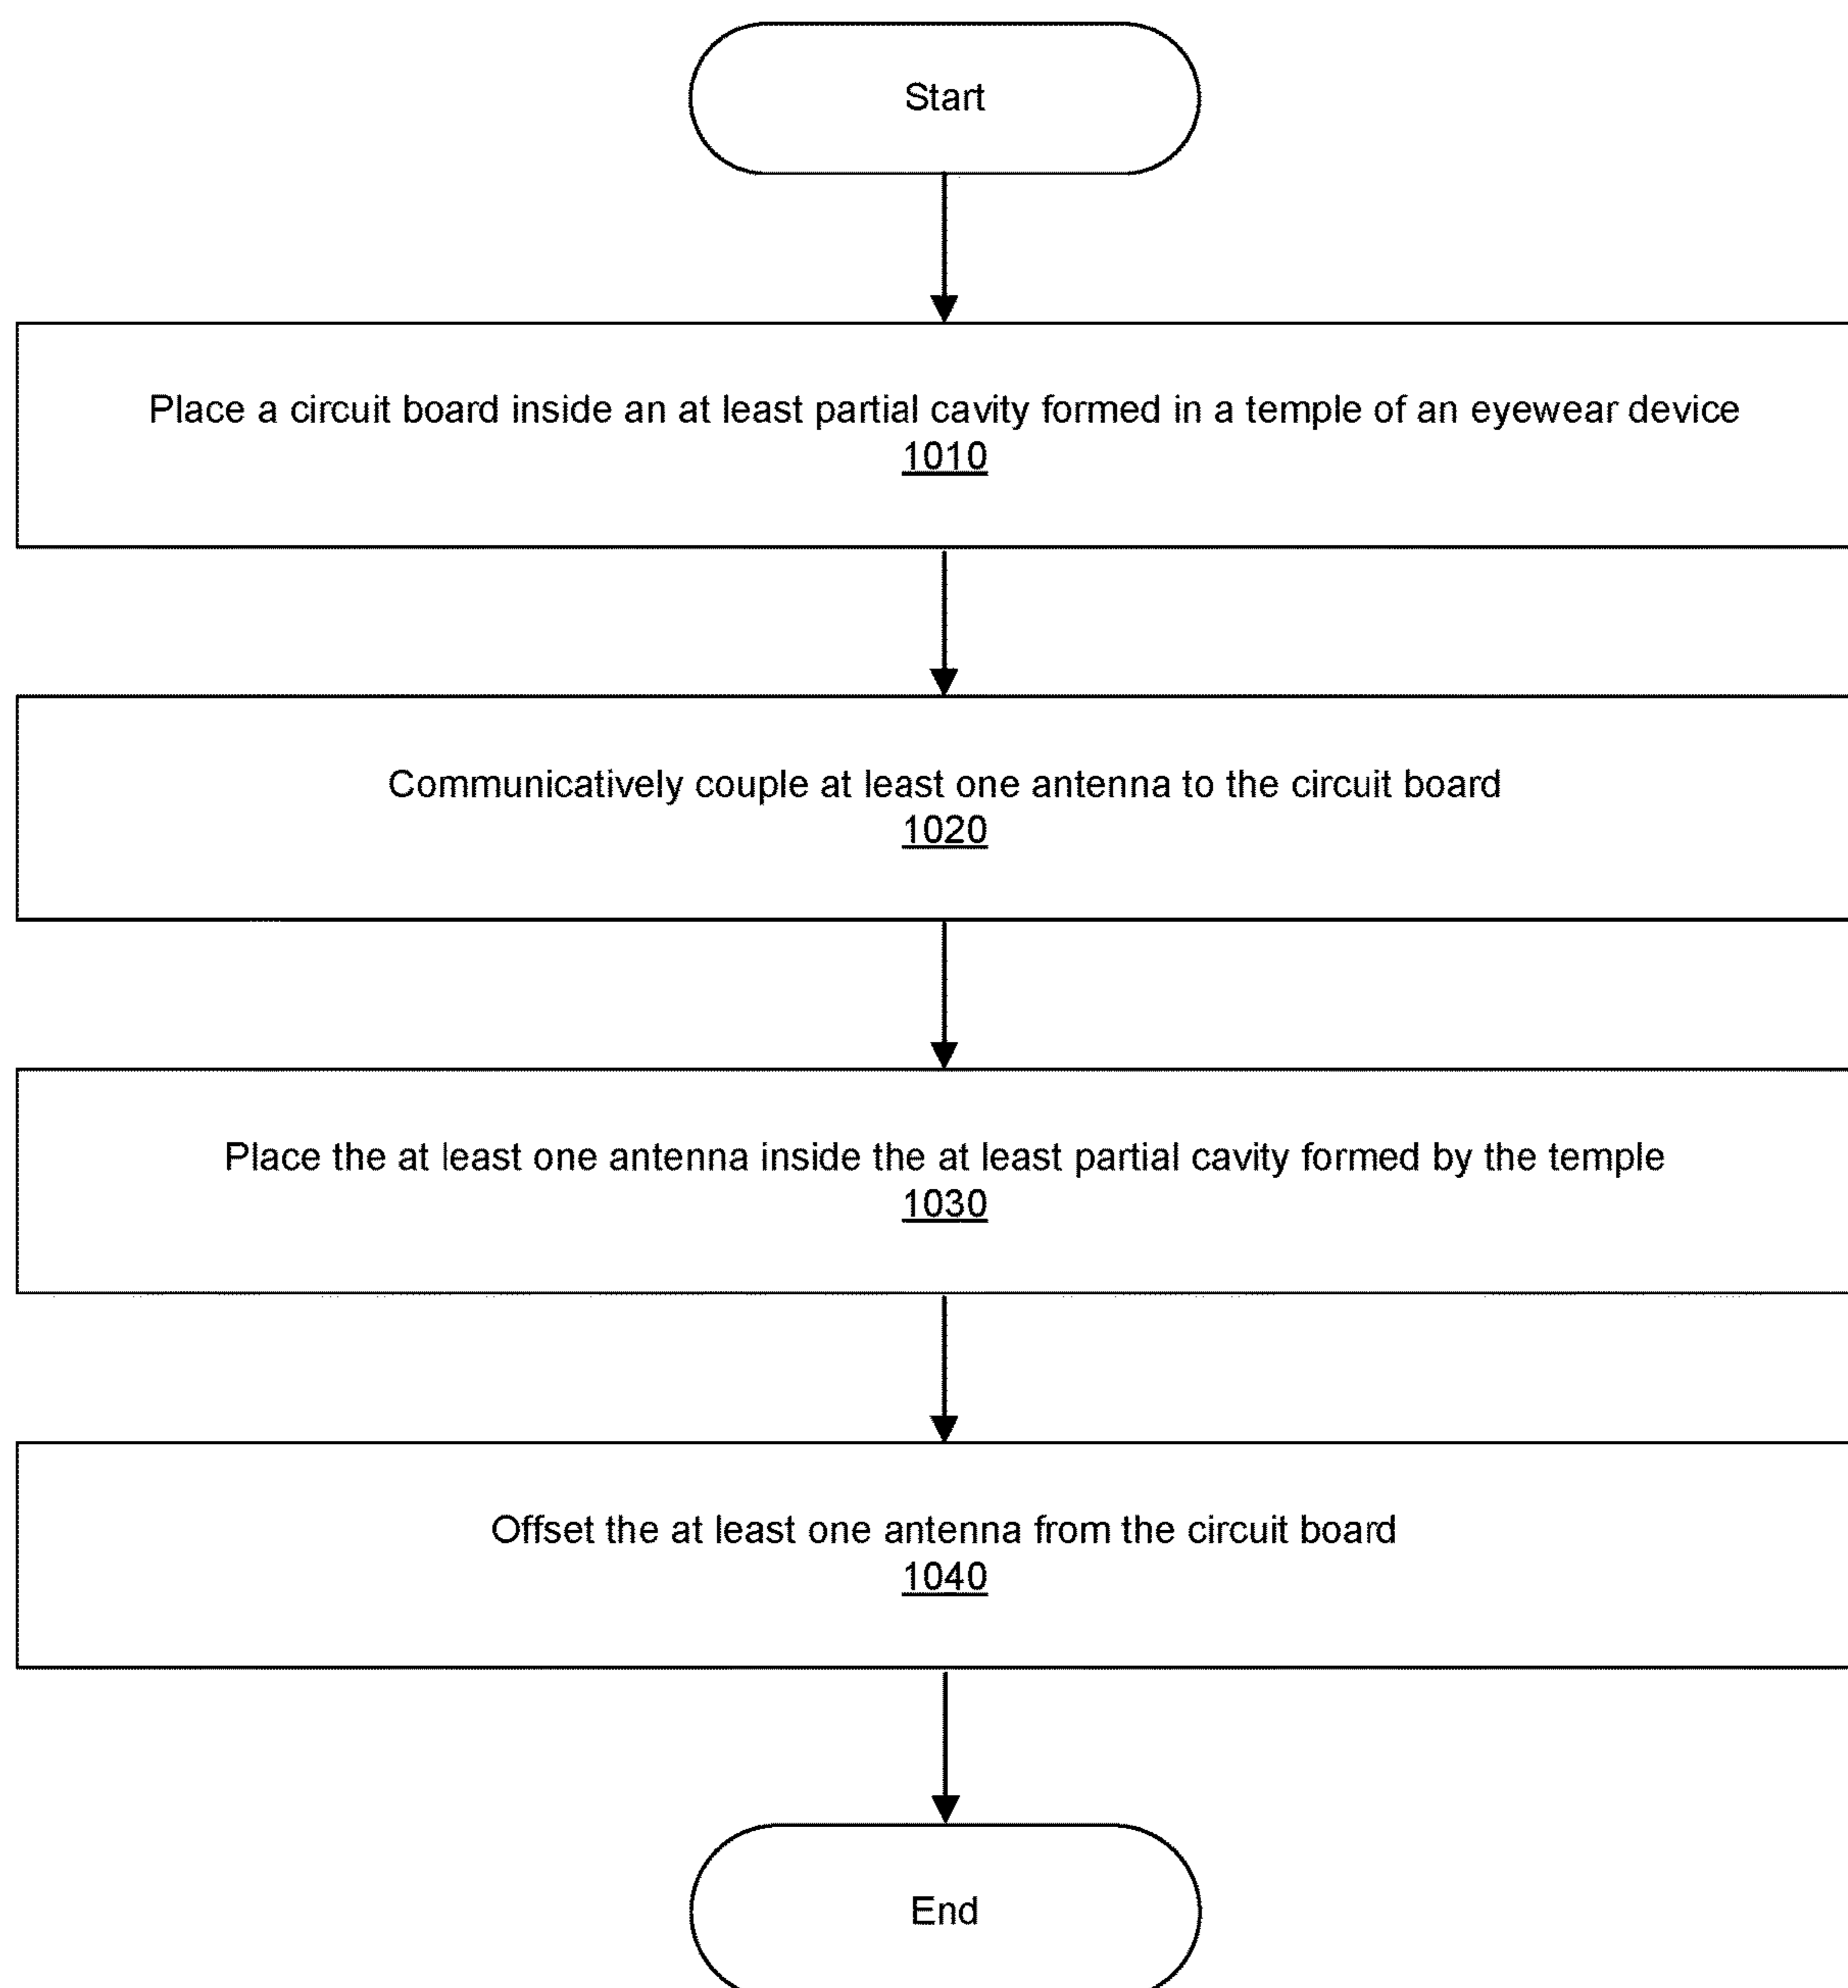 Start
Place a circuit board inside an at least partial cavity formed in a temple of an eyewear device
1010
Communicatively couple at least one antenna to the circuit board
1020
Place the at least one antenna inside the at least partial cavity formed by the temple
1030
Offset the at least one antenna from the circuit board
1040
End